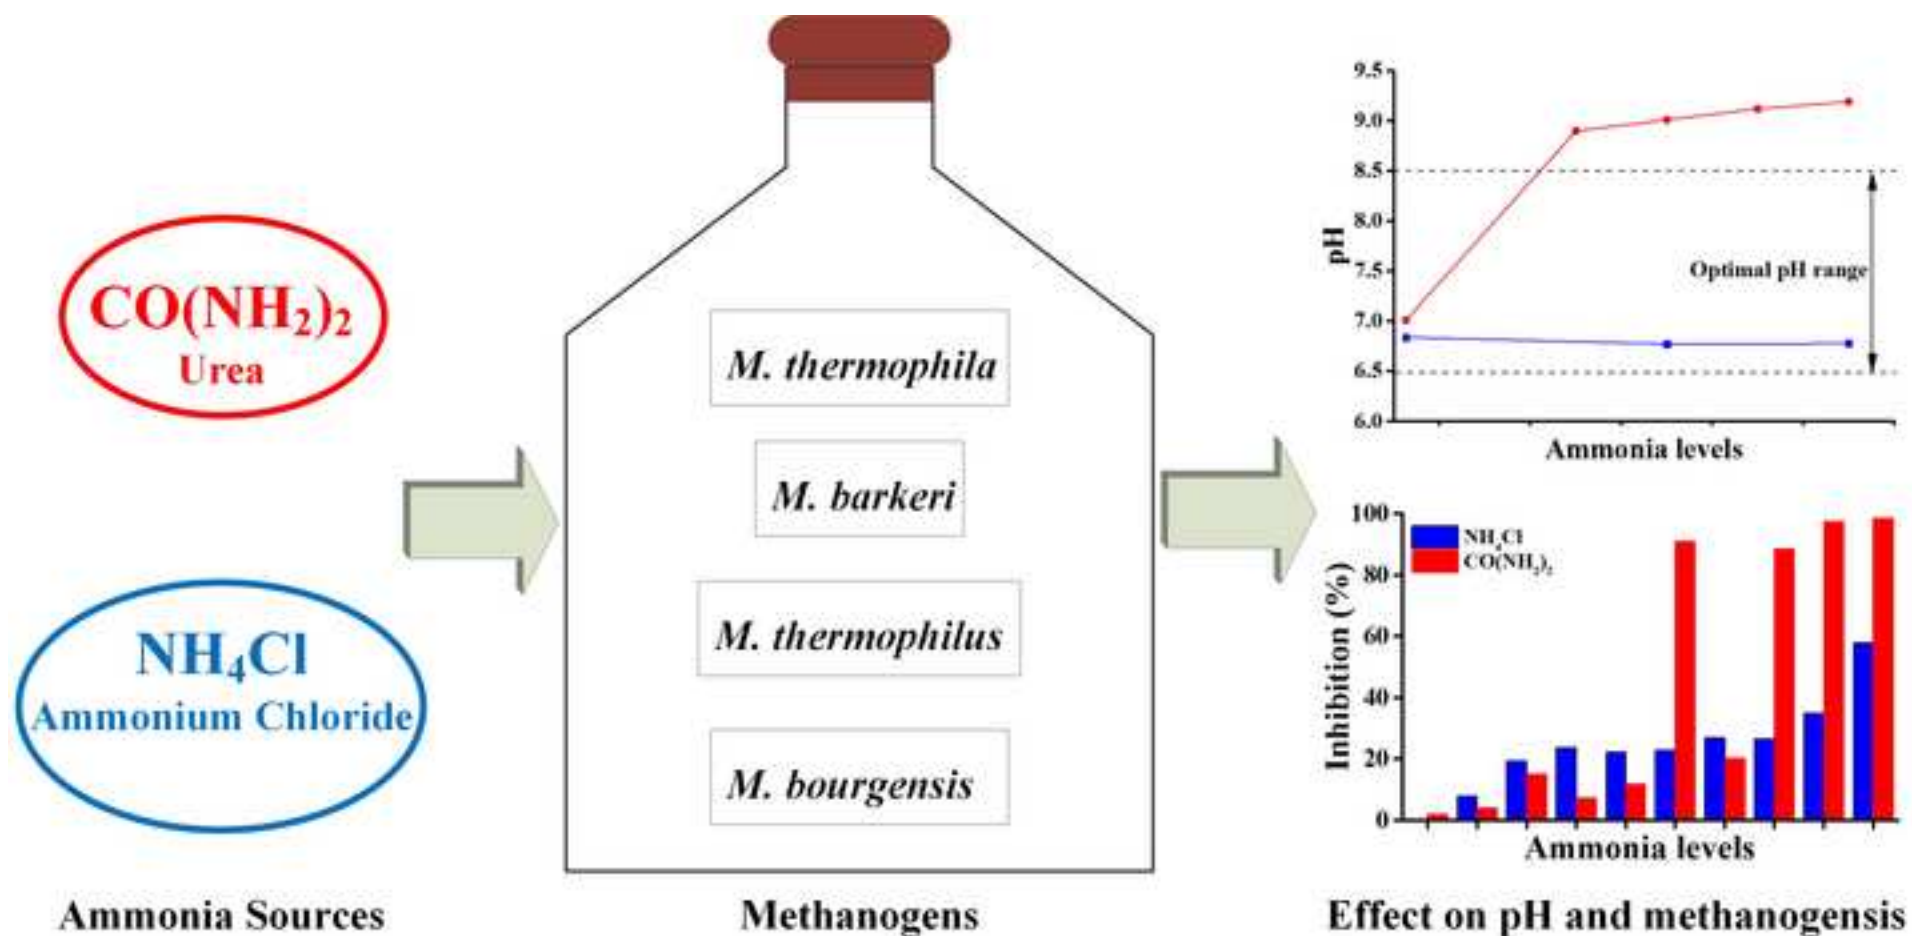 CO(NH₂)₂
Urea
NH₄Cl
Ammonium Chloride
Ammonia Sources
M. thermophila
M. barkeri
M. thermophilus
M. bourgensis
Methanogens
9.5
9.0
8.5
8.0
7.5
7.0
6.5
6.0
pH
Optimal pH range
Ammonia levels
100
80
60
40
20
0
Inhibition (%)
NH₄Cl
CO(NH₂)₂
Ammonia levels
Effect on pH and methanogensis